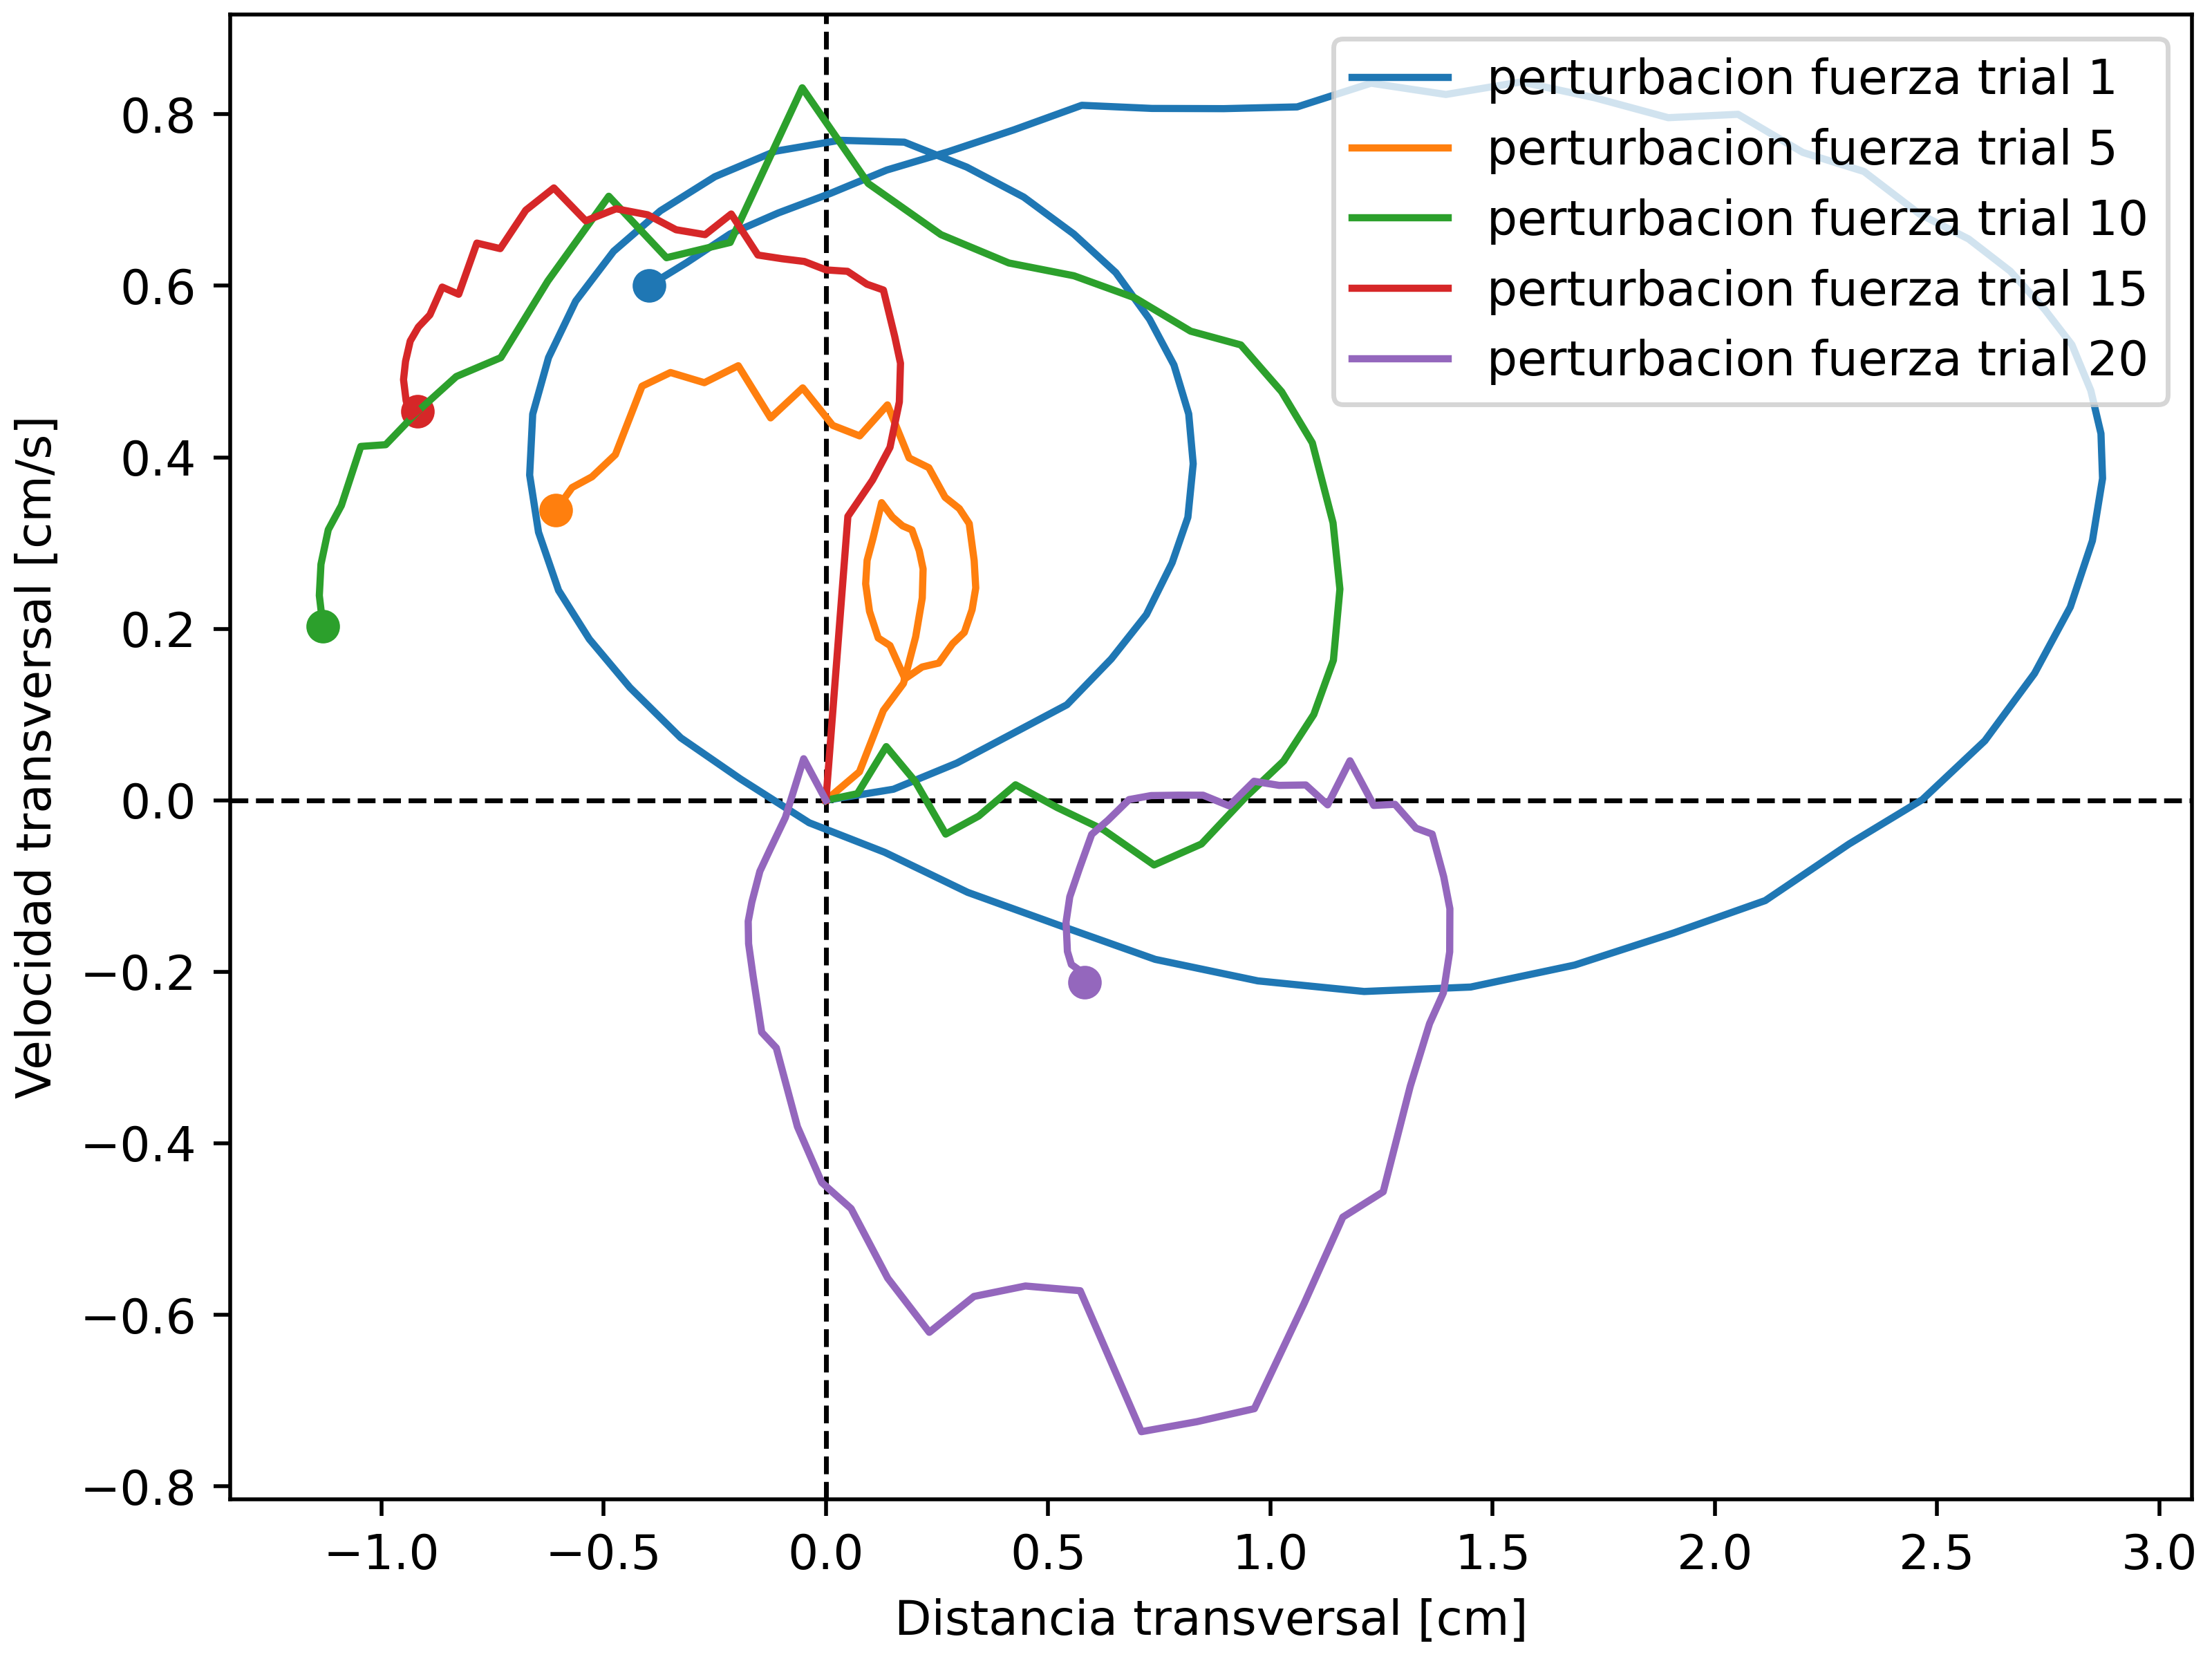 perturbacion fuerza trial 1
perturbacion fuerza trial 5
perturbacion fuerza trial 10
perturbacion fuerza trial 15
perturbacion fuerza trial 20
Velocidad transversal [cm/s]
0.8
0.6
0.4
0.2
0.0
−0.2
−0.4
−0.6
−0.8
−1.0 −0.5 0.0 0.5 1.0 1.5 2.0 2.5 3.0
Distancia transversal [cm]